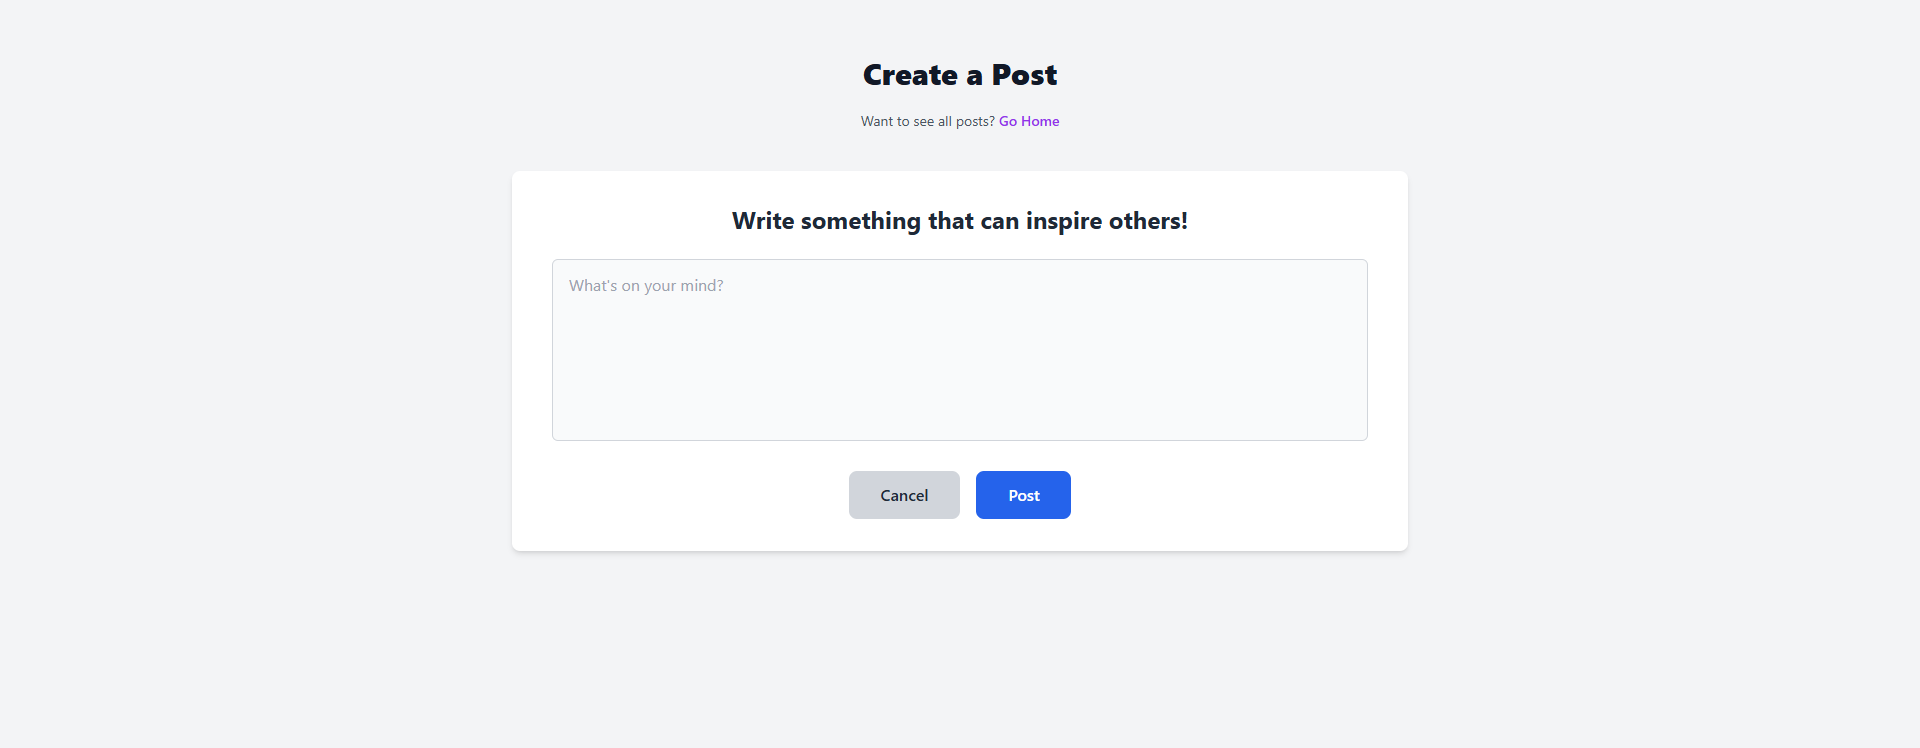 Create a Post
Want to see all posts? Go Home
Write something that can inspire others!
What's on your mind?
Cancel
Post